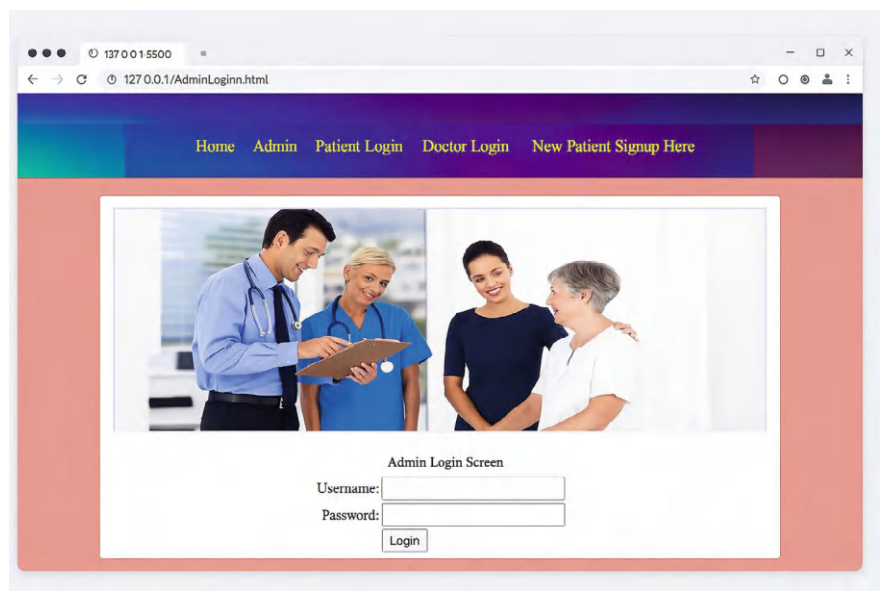 137 0 0 1:5500
127 0.0.1/AdminLoginn.html
Home Admin Patient Login Doctor Login New Patient Signup Here
Admin Login Screen
Username:
Password:
Login